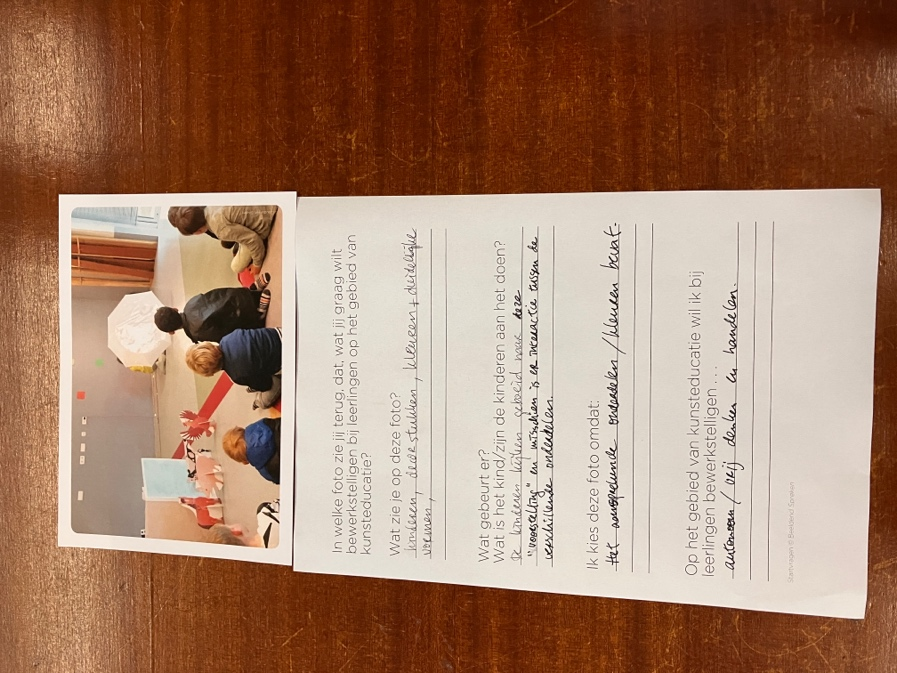 In welke foto zie jij terug, dat, wat jij graag wilt
bewerkstelligen bij leerlingen op het gebied van
kunsteducatie?
Wat zie je op deze foto?
kinderen, decorstukken, kleuren + duidelijke
vormen,
Wat gebeurt er?
Wat is het kind/zijn de kinderen aan het doen?
De kinderen kijken geboeid naar deze
"voorstelling" en misschien is er interactie tussen de
verschillende onderdelen.
Ik kies deze foto omdat:
Het aansprekende onderdelen/kleuren bevat.
Op het gebied van kunsteducatie wil ik bij
leerlingen bewerkstelligen ....
autonoom / vrij denken en handelen.